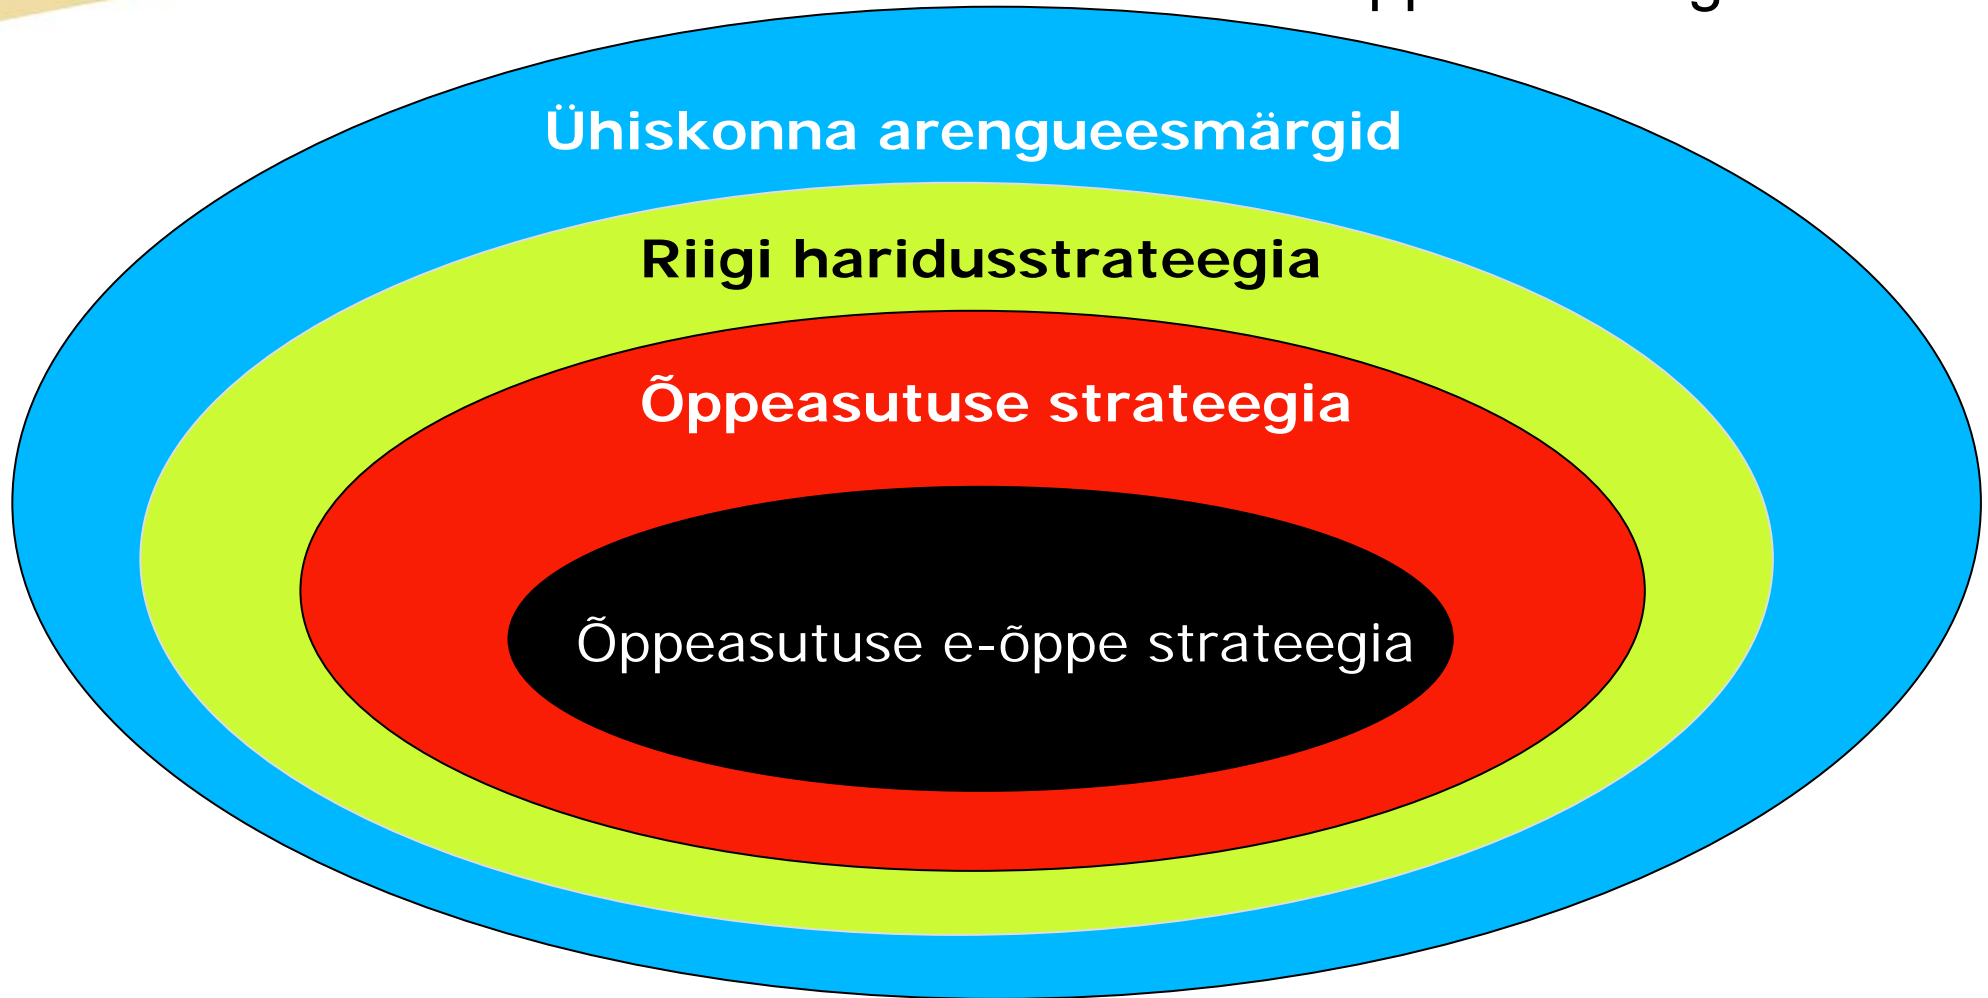 Ühiskonna arengueesmärgid
Riigi haridusstrateegia
Õppeasutuse strateegia
Õppeasutuse e-õppe strateegia